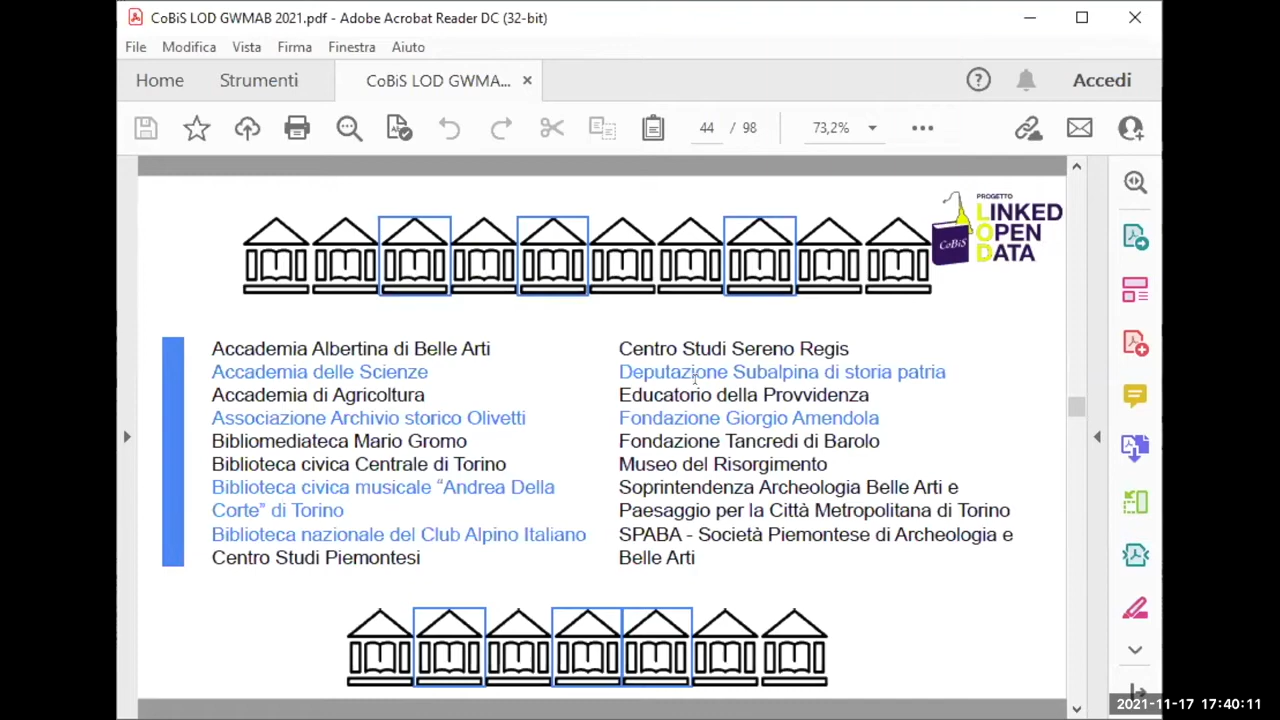 CoBiS LOD GWMAB 2021.pdf - Adobe Acrobat Reader DC (32-bit)
File Modifica Vista Firma Finestra Aiuto
Home Strumenti CoBiS LOD GWMA... × Accedi
44 / 98 73,2%
PROGETTO
LINKED
OPEN
DATA
CoBiS
Accademia Albertina di Belle Arti
Accademia delle Scienze
Accademia di Agricoltura
Associazione Archivio storico Olivetti
Bibliomediateca Mario Gromo
Biblioteca civica Centrale di Torino
Biblioteca civica musicale “Andrea Della
Corte” di Torino
Biblioteca nazionale del Club Alpino Italiano
Centro Studi Piemontesi
Centro Studi Sereno Regis
Deputazione Subalpina di storia patria
Educatorio della Provvidenza
Fondazione Giorgio Amendola
Fondazione Tancredi di Barolo
Museo del Risorgimento
Soprintendenza Archeologia Belle Arti e
Paesaggio per la Città Metropolitana di Torino
SPABA - Società Piemontese di Archeologia e
Belle Arti
2021-11-17 17:40:11